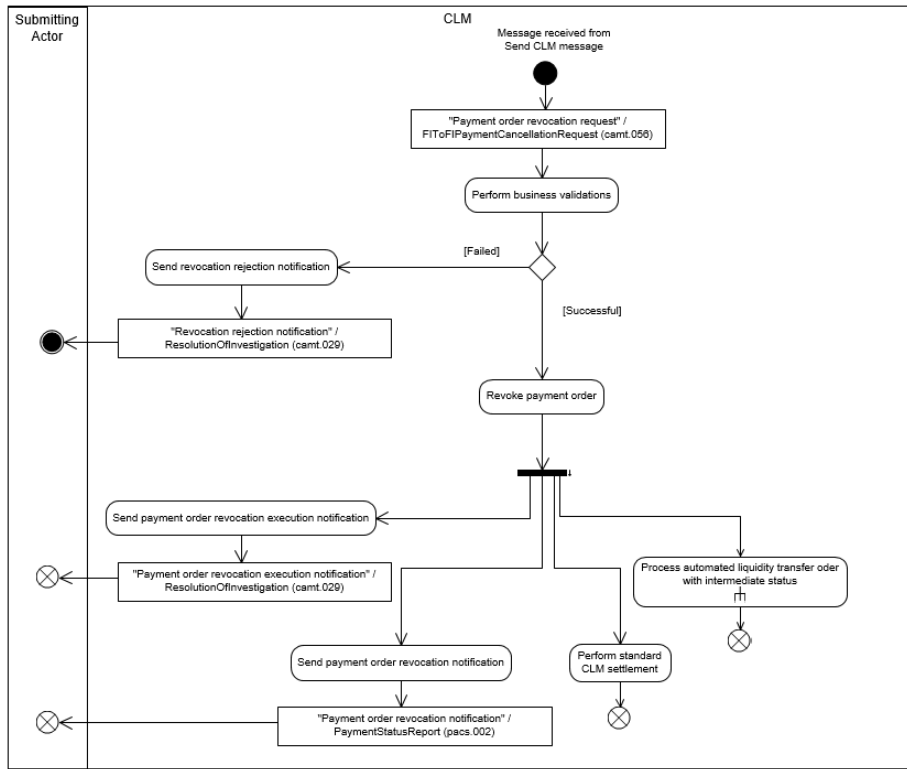 Submitting
Actor
CLM
Message received from
Send CLM message
"Payment order revocation request" /
FIToFIPaymentCancellationRequest (camt.056)
Perform business validations
[Failed]
Send revocation rejection notification
[Successful]
"Revocation rejection notification" /
ResolutionOfInvestigation (camt.029)
Revoke payment order
Send payment order revocation execution notification
"Payment order revocation execution notification" /
ResolutionOfInvestigation (camt.029)
Process automated liquidity transfer oder
with intermediate status
Send payment order revocation notification
Perform standard
CLM settlement
"Payment order revocation notification" /
PaymentStatusReport (pacs.002)